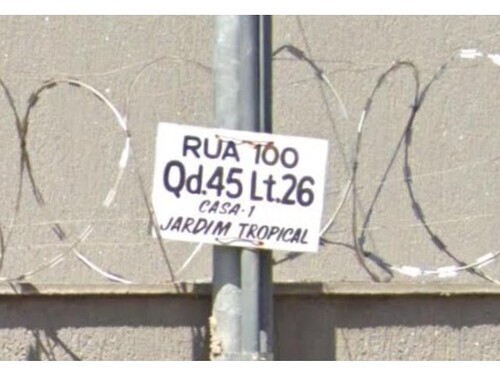 RUA 100
Qd.45 Lt.26
CASA-1
JARDIM TROPICAL